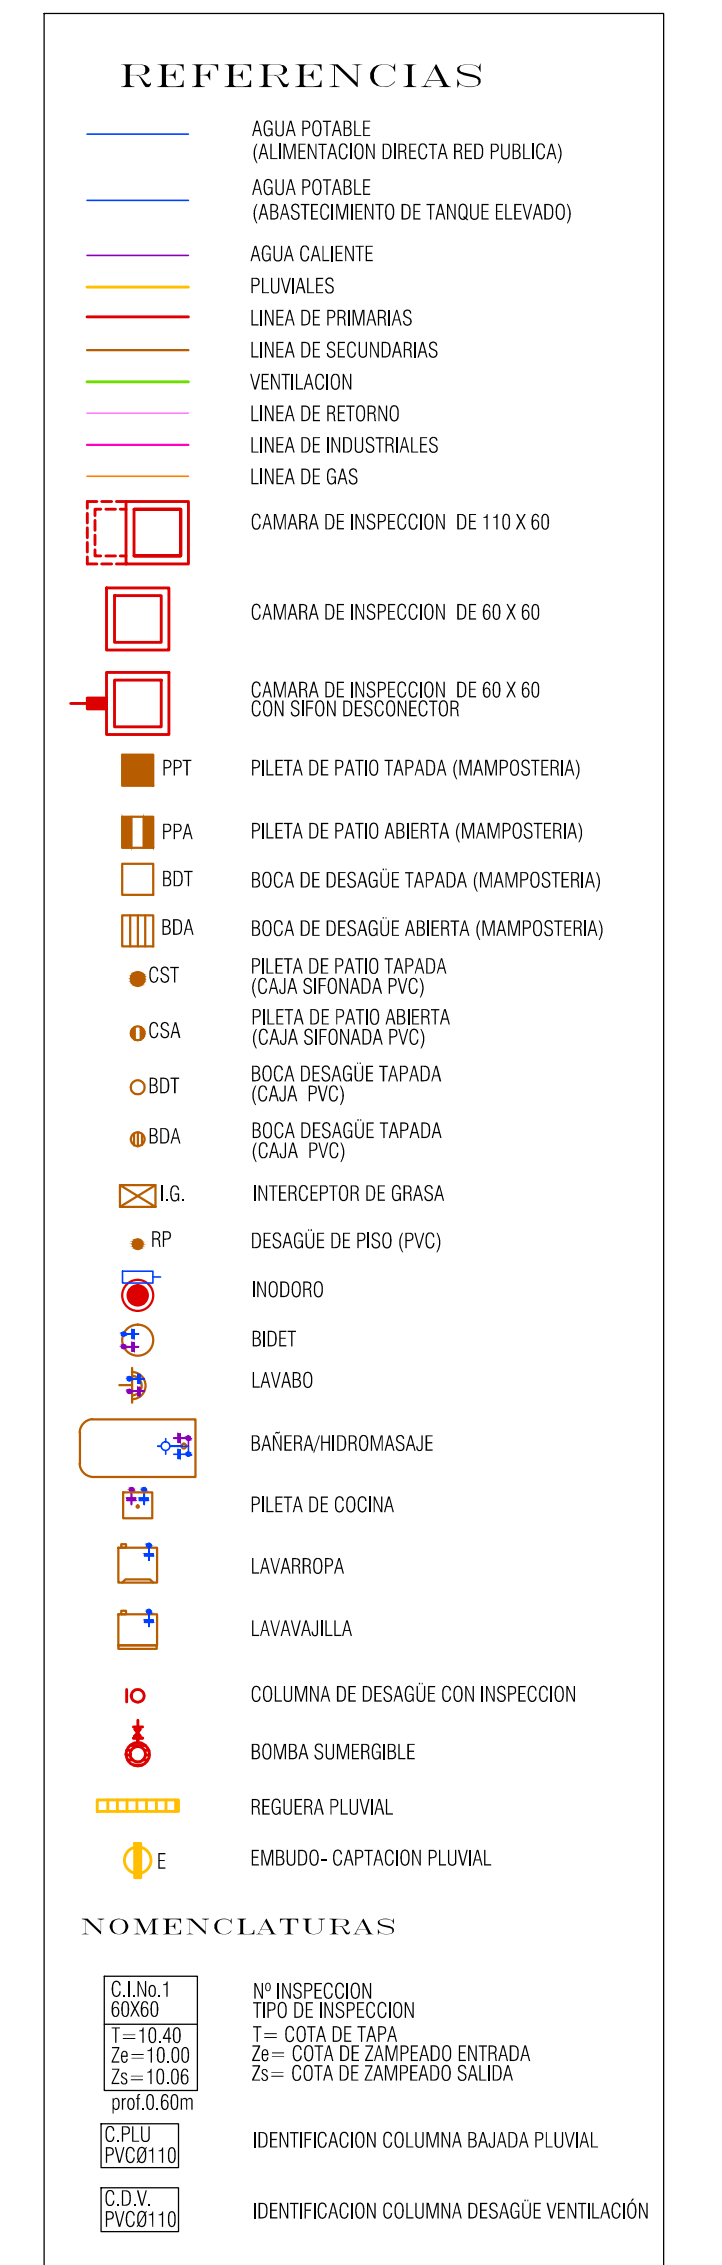 REFERENCIAS
AGUA POTABLE
(ALIMENTACION DIRECTA RED PUBLICA)
AGUA POTABLE
(ABASTECIMIENTO DE TANQUE ELEVADO)
AGUA CALIENTE
PLUVIALES
LINEA DE PRIMARIAS
LINEA DE SECUNDARIAS
VENTILACION
LINEA DE RETORNO
LINEA DE INDUSTRIALES
LINEA DE GAS
CAMARA DE INSPECCION DE 110 X 60
CAMARA DE INSPECCION DE 60 X 60
CAMARA DE INSPECCION DE 60 X 60
CON SIFON DESCONECTOR
PPT PILETA DE PATIO TAPADA (MAMPOSTERIA)
PPA PILETA DE PATIO ABIERTA (MAMPOSTERIA)
BDT BOCA DE DESAGÜE TAPADA (MAMPOSTERIA)
BDA BOCA DE DESAGÜE ABIERTA (MAMPOSTERIA)
CST PILETA DE PATIO TAPADA
(CAJA SIFONADA PVC)
CSA PILETA DE PATIO ABIERTA
(CAJA SIFONADA PVC)
BDT BOCA DESAGÜE TAPADA
(CAJA PVC)
BDA BOCA DESAGÜE TAPADA
(CAJA PVC)
I.G. INTERCEPTOR DE GRASA
RP DESAGÜE DE PISO (PVC)
INODORO
BIDET
LAVABO
BAÑERA/HIDROMASAJE
PILETA DE COCINA
LAVARROPA
LAVAVAJILLA
COLUMNA DE DESAGÜE CON INSPECCION
BOMBA SUMERGIBLE
REGUERA PLUVIAL
E EMBUDO- CAPTACION PLUVIAL
NOMENCLATURAS
C.I.No.1 Nº INSPECCION
60X60 TIPO DE INSPECCION
T=10.40 T= COTA DE TAPA
Ze=10.00 Ze= COTA DE ZAMPEADO ENTRADA
Zs=10.06 Zs= COTA DE ZAMPEADO SALIDA
prof.0.60m
C.PLU
PVCØ110 IDENTIFICACION COLUMNA BAJADA PLUVIAL
C.D.V.
PVCØ110 IDENTIFICACION COLUMNA DESAGÜE VENTILACIÓN